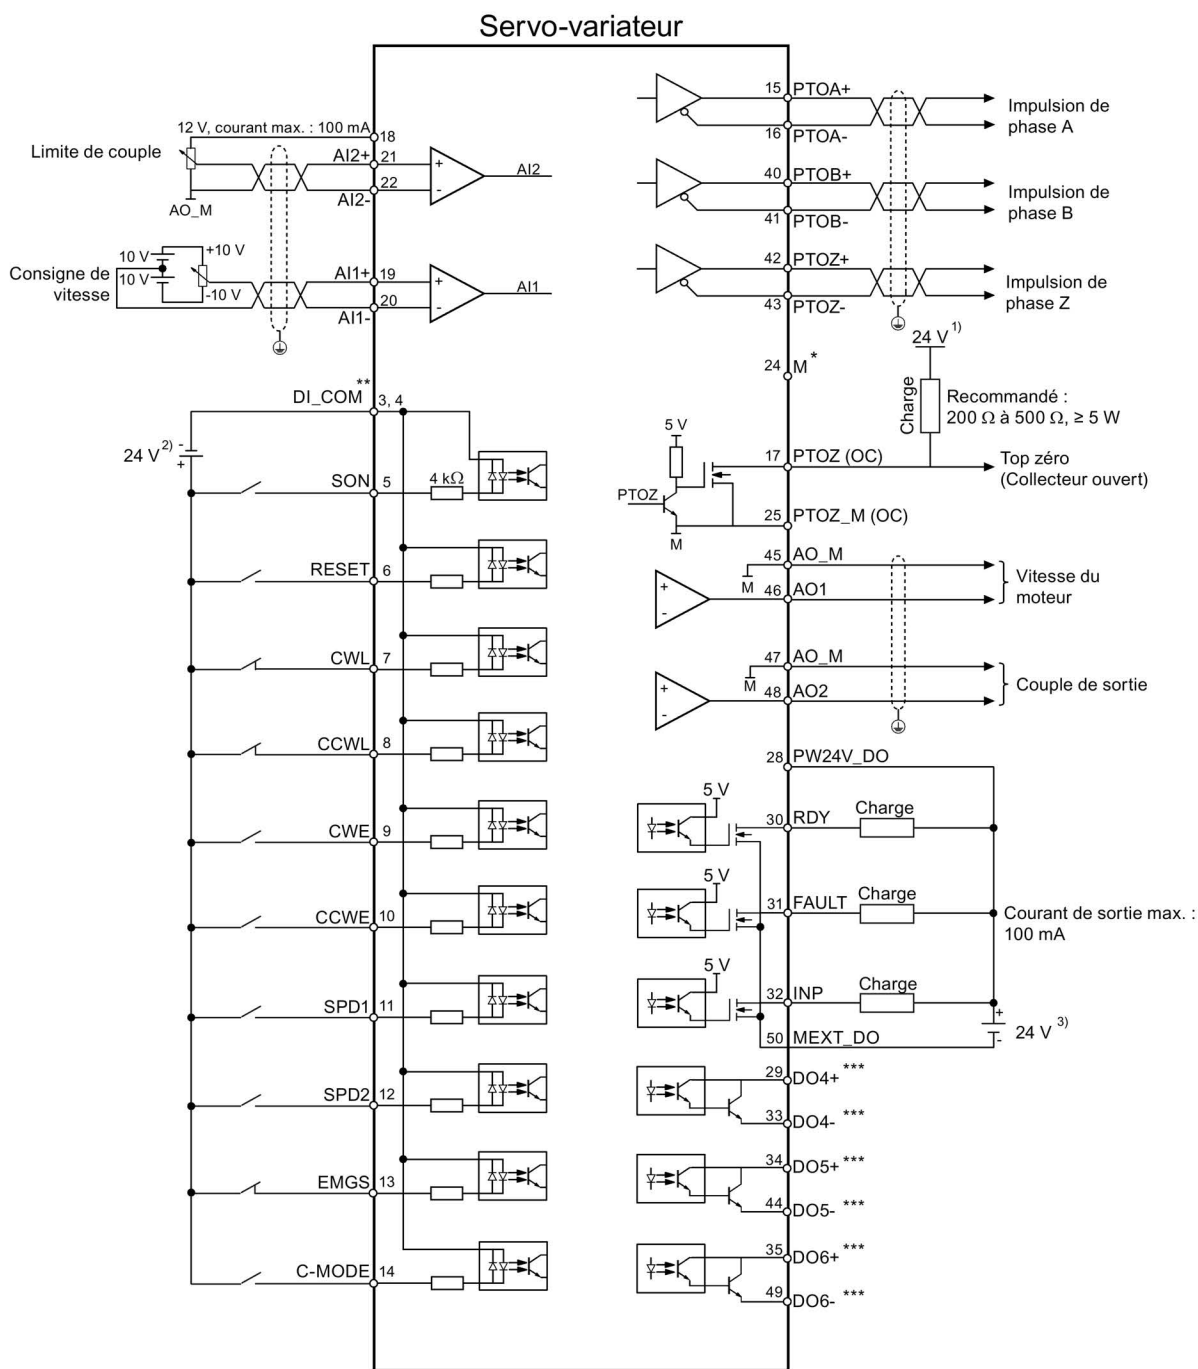 Servo-variateur
12 V, courant max. : 100 mA
18
Limite de couple
AI2+
21
22
AI2-
AO_M
+
-
AI2
10 V
+10 V
10 V
-10 V
Consigne de
vitesse
AI1+
19
20
AI1-
+
-
AI1
DI_COM**
3, 4
24 V 2)
-
+
SON
5
4 kΩ
RESET
6
CWL
7
CCWL
8
CWE
9
CCWE
10
SPD1
11
SPD2
12
EMGS
13
C-MODE
14
15
PTOA+
16
PTOA-
Impulsion de
phase A
40
PTOB+
41
PTOB-
Impulsion de
phase B
42
PTOZ+
43
PTOZ-
Impulsion de
phase Z
24
M*
24 V 1)
Charge
Recommandé :
200 Ω à 500 Ω, ≥ 5 W
5 V
PTOZ
M
17
PTOZ (OC)
Top zéro
(Collecteur ouvert)
25
PTOZ_M (OC)
45
AO_M
M
46
AO1
+
-
Vitesse du
moteur
47
AO_M
M
48
AO2
+
-
Couple de sortie
28
PW24V_DO
5 V
30
RDY
Charge
5 V
31
FAULT
Charge
Courant de sortie max. :
100 mA
5 V
32
INP
Charge
+
24 V 3)
-
50
MEXT_DO
29
DO4+ ***
33
DO4- ***
34
DO5+ ***
44
DO5- ***
35
DO6+ ***
49
DO6- ***